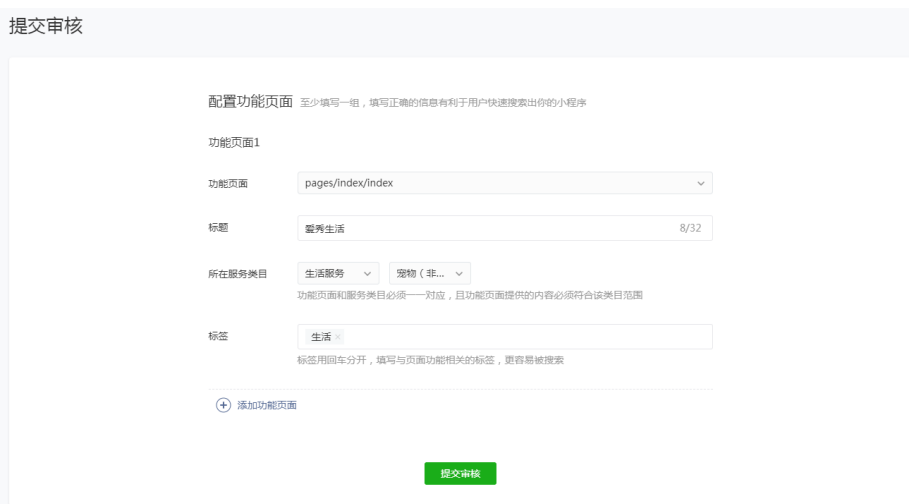 提交审核
配置功能页面 至少填写一组，填写正确的信息有利于用户快速搜索出你的小程序
功能页面1
功能页面 pages/index/index
标题 爱秀生活 8/32
所在服务类目 生活服务 宠物（非...
功能页面和服务类目必须一一对应，且功能页面提供的内容必须符合该类目范围
标签 生活 ×
标签用回车分开，填写与页面功能相关的标签，更容易被搜索
添加功能页面
提交审核